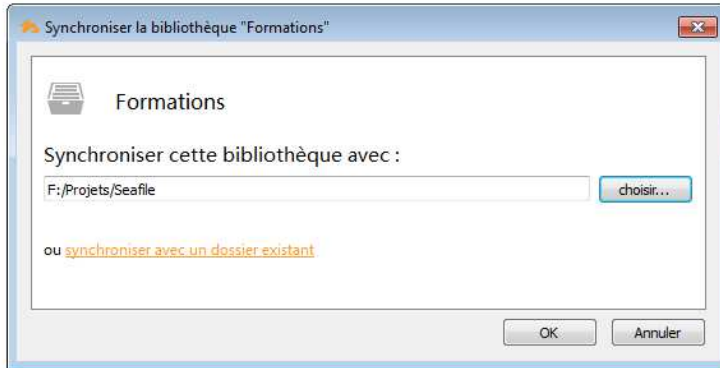 Synchroniser la bibliothèque "Formations"
Formations
Synchroniser cette bibliothèque avec :
F:/Projets/Seafile
choisir...
ou synchroniser avec un dossier existant
OK
Annuler